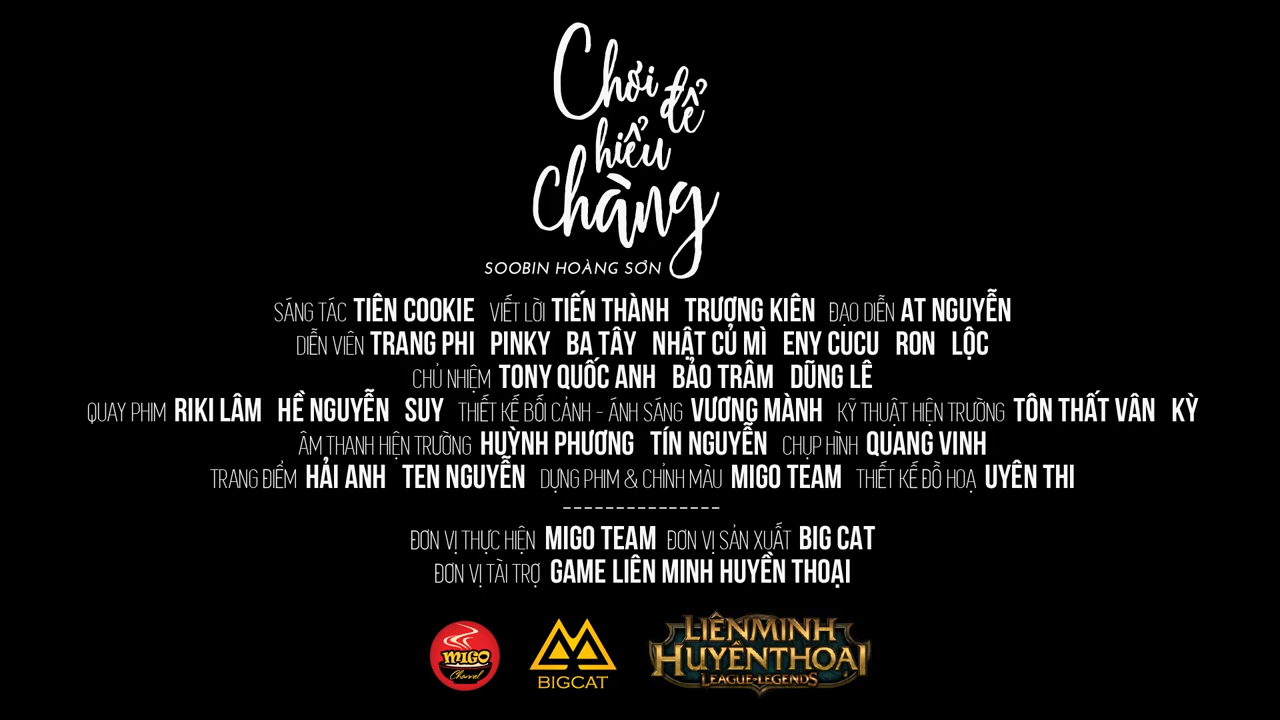 Chơi để
hiểu
chàng
SOOBIN HOÀNG SƠN
SÁNG TÁC TIÊN COOKIE VIẾT LỜI TIẾN THÀNH TRƯƠNG KIÊN ĐẠO DIỄN AT NGUYỄN
DIỄN VIÊN TRANG PHI PINKY BA TÂY NHẬT CỦ MÌ ENY CUCU RON LỘC
CHỦ NHIỆM TONY QUỐC ANH BẢO TRÂM DŨNG LÊ
QUAY PHIM RIKI LÂM HỀ NGUYỄN SUY THIẾT KẾ BỐI CẢNH - ÁNH SÁNG VƯƠNG MÀNH KỸ THUẬT HIỆN TRƯỜNG TÔN THẤT VÂN KỲ
ÂM THANH HIỆN TRƯỜNG HUỲNH PHƯƠNG TÍN NGUYỄN CHỤP HÌNH QUANG VINH
TRANG ĐIỂM HẢI ANH TEN NGUYỄN DỰNG PHIM & CHỈNH MÀU MIGO TEAM THIẾT KẾ ĐỒ HOẠ UYÊN THI
---------------
ĐƠN VỊ THỰC HIỆN MIGO TEAM ĐƠN VỊ SẢN XUẤT BIG CAT
ĐƠN VỊ TÀI TRỢ GAME LIÊN MINH HUYỀN THOẠI
MIGO
Channel
BIGCAT
LIÊN MINH
HUYỀN THOẠI
LEAGUE OF LEGENDS